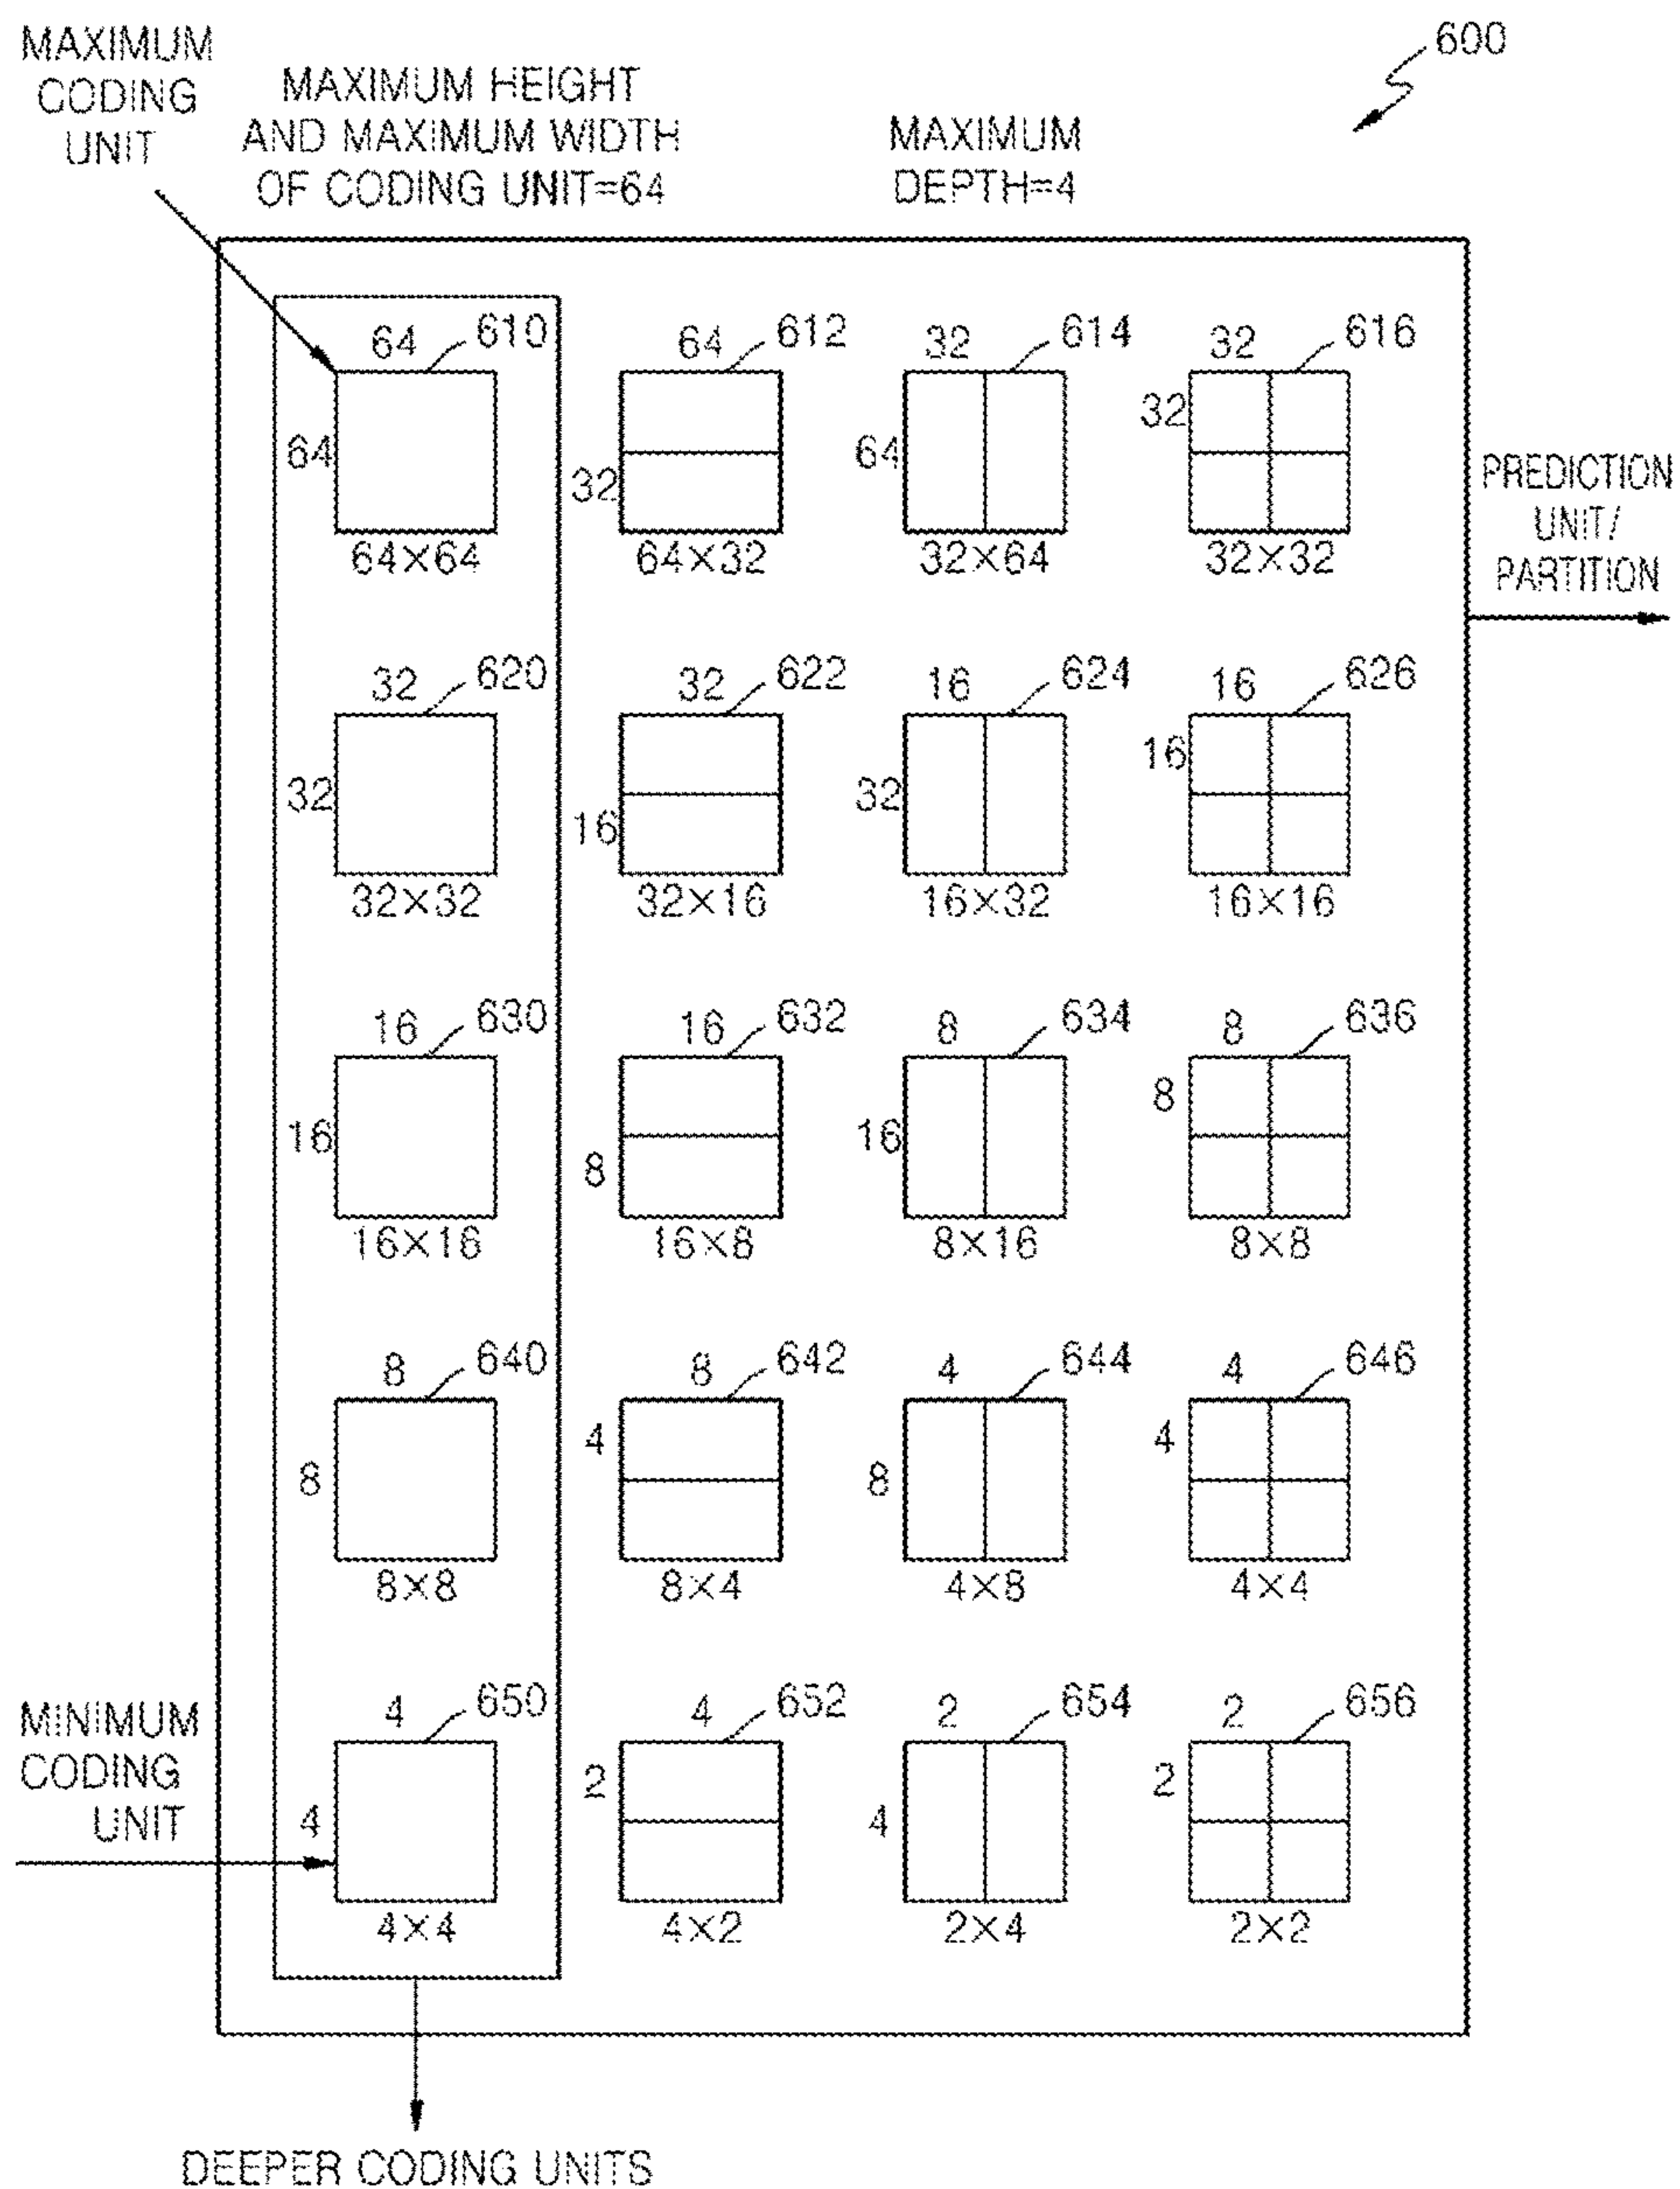 600
MAXIMUM
CODING
UNIT
MAXIMUM HEIGHT
AND MAXIMUM WIDTH
OF CODING UNIT=64
MAXIMUM
DEPTH=4
64 610 64 612 32 614 32 616
64 32 64 32
64×64 64×32 32×64 32×32
PREDICTION
UNIT/
PARTITION
32 620 32 622 16 624 16 626
32 16 32 16
32×32 32×16 16×32 16×16
16 630 16 632 8 634 8 636
16 8 16 8
16×16 16×8 8×16 8×8
8 640 8 642 4 644 4 646
8 4 8 4
8×8 8×4 4×8 4×4
MINIMUM
CODING
UNIT
4 650 4 652 2 654 2 656
4 2 4 2
4×4 4×2 2×4 2×2
DEEPER CODING UNITS